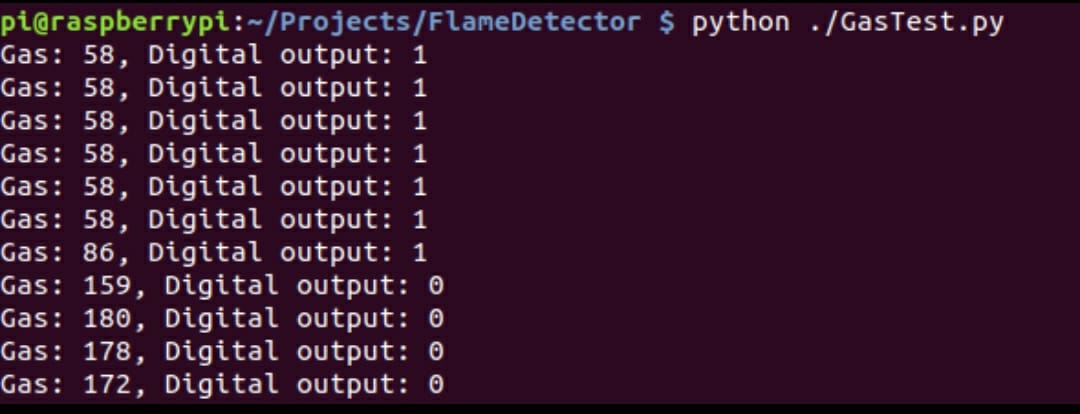 pi@raspberrypi:~/Projects/FlameDetector $ python ./GasTest.py
Gas: 58, Digital output: 1
Gas: 58, Digital output: 1
Gas: 58, Digital output: 1
Gas: 58, Digital output: 1
Gas: 58, Digital output: 1
Gas: 58, Digital output: 1
Gas: 86, Digital output: 1
Gas: 159, Digital output: 0
Gas: 180, Digital output: 0
Gas: 178, Digital output: 0
Gas: 172, Digital output: 0